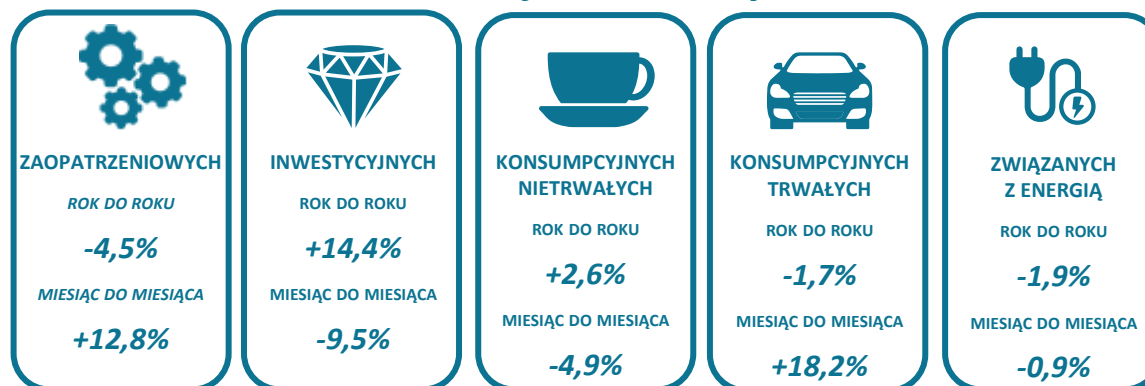 ZAOPATRZENIOWYCH
ROK DO ROKU
-4,5%
MIESIĄC DO MIESIĄCA
+12,8%
INWESTYCYJNYCH
ROK DO ROKU
+14,4%
MIESIĄC DO MIESIĄCA
-9,5%
KONSUMPCYJNYCH
NIETRWAŁYCH
ROK DO ROKU
+2,6%
MIESIĄC DO MIESIĄCA
-4,9%
KONSUMPCYJNYCH
TRWAŁYCH
ROK DO ROKU
-1,7%
MIESIĄC DO MIESIĄCA
+18,2%
ZWIĄZANYCH
Z ENERGIĄ
ROK DO ROKU
-1,9%
MIESIĄC DO MIESIĄCA
-0,9%